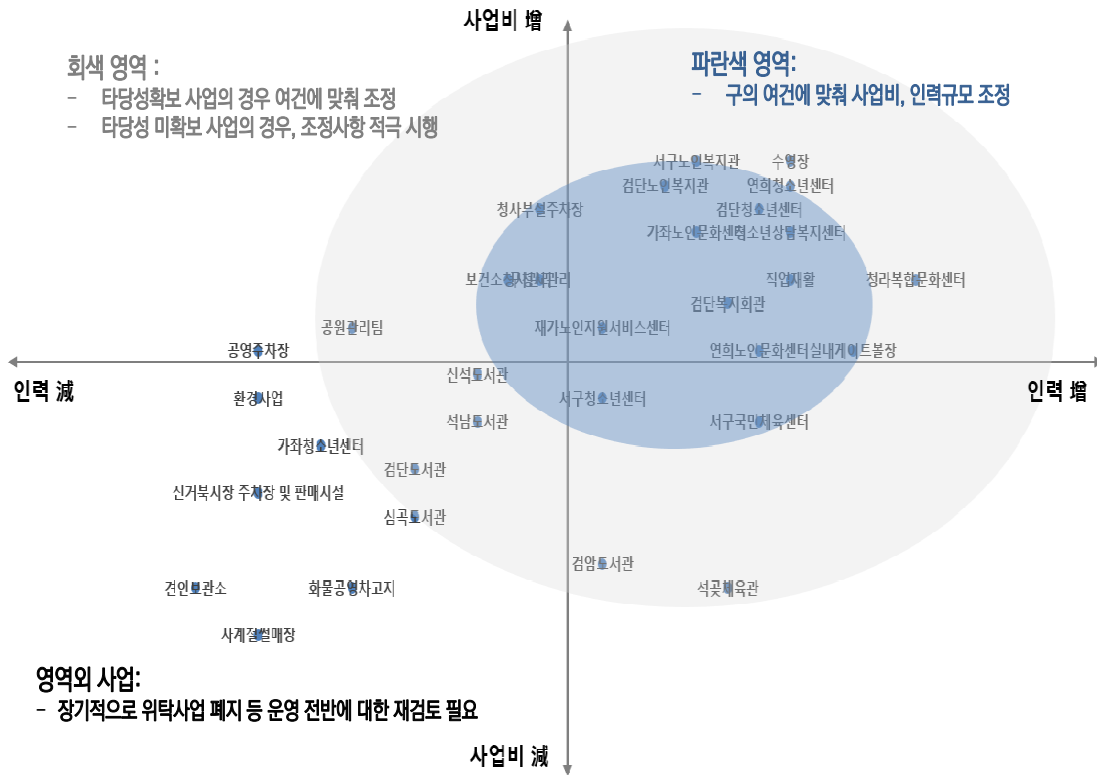 사업비 增
회색 영역 :
- 타당성확보 사업의 경우 여건에 맞춰 조정
- 타당성 미확보 사업의 경우, 조정사항 적극 시행
파란색 영역:
- 구의 여건에 맞춰 사업비, 인력규모 조정
서구노인복지관
수영장
검단노인복지관
연희청소년센터
청사부설주차장
검단청소년센터
가좌노인문화센터
청소년상담복지센터
보건소
관리
직업재활
청라복합문화센터
검단복지회관
공원관리팀
재가노인지원서비스센터
공영주차장
연희노인문화센터
실내게이트볼장
인력 減
인력 增
신석도서관
환경사업
서구청소년센터
석남도서관
서구국민체육센터
가좌청소년센터
검단도서관
신거북시장 주차장 및 판매시설
심곡도서관
검암도서관
견인보관소
화물공영차고지
석곶체육관
사계절썰매장
영역외 사업:
- 장기적으로 위탁사업 폐지 등 운영 전반에 대한 재검토 필요
사업비 減